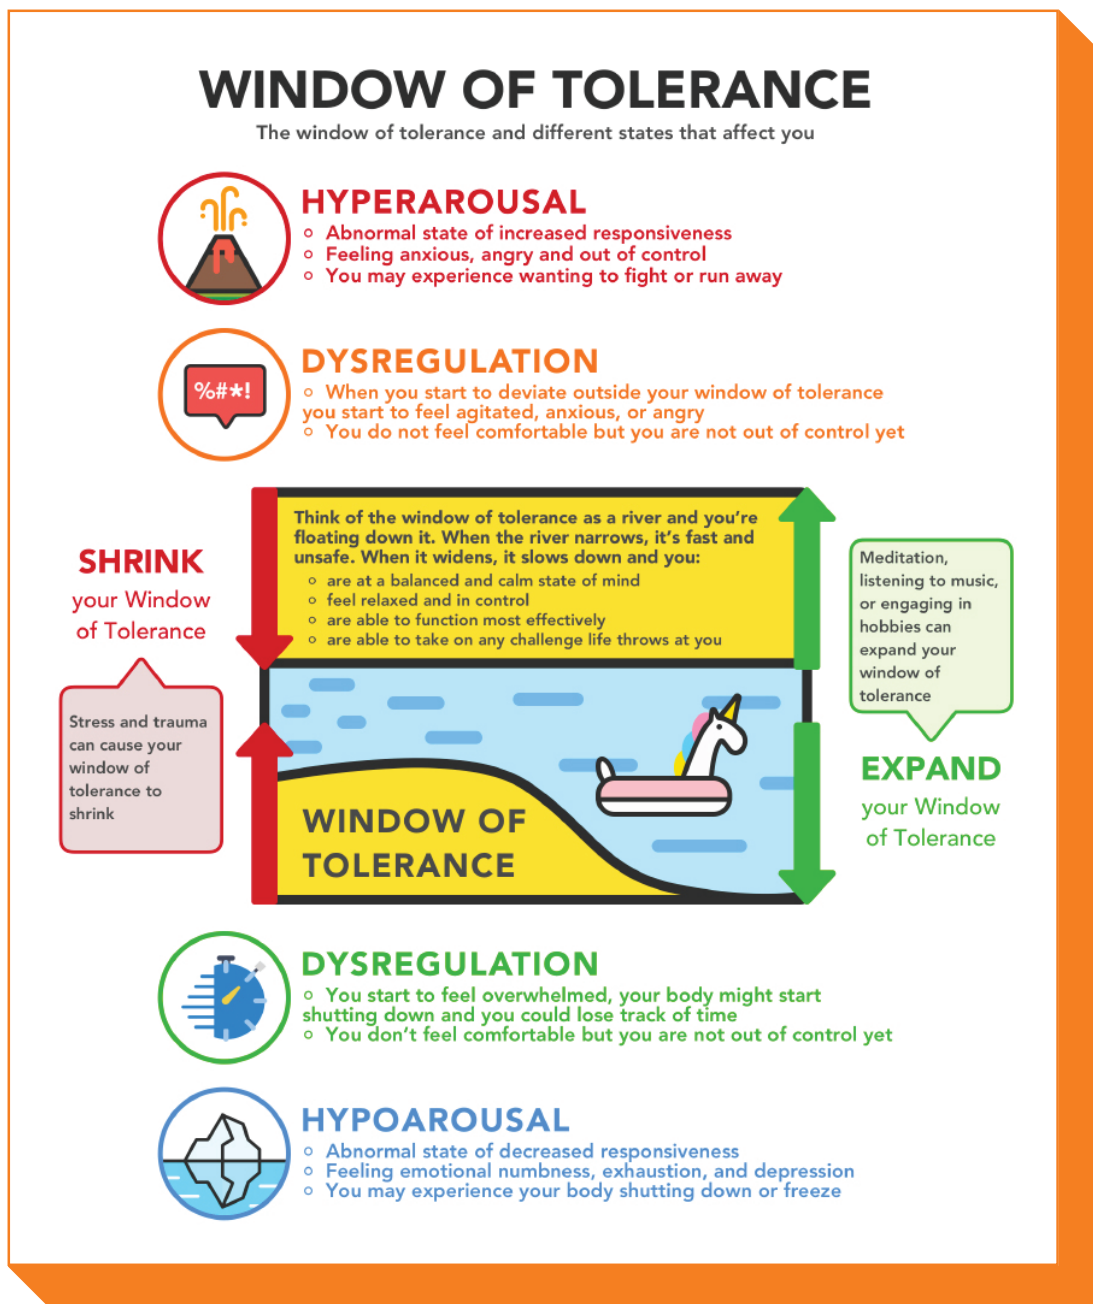 WINDOW OF TOLERANCE
The window of tolerance and different states that affect you
HYPERAROUSAL
◦ Abnormal state of increased responsiveness
◦ Feeling anxious, angry and out of control
◦ You may experience wanting to fight or run away
%#*!
DYSREGULATION
◦ When you start to deviate outside your window of tolerance
you start to feel agitated, anxious, or angry
◦ You do not feel comfortable but you are not out of control yet
SHRINK
your Window
of Tolerance
Stress and trauma
can cause your
window of
tolerance to
shrink
Think of the window of tolerance as a river and you're
floating down it. When the river narrows, it's fast and
unsafe. When it widens, it slows down and you:
◦ are at a balanced and calm state of mind
◦ feel relaxed and in control
◦ are able to function most effectively
◦ are able to take on any challenge life throws at you
WINDOW OF
TOLERANCE
Meditation,
listening to music,
or engaging in
hobbies can
expand your
window of
tolerance
EXPAND
your Window
of Tolerance
DYSREGULATION
◦ You start to feel overwhelmed, your body might start
shutting down and you could lose track of time
◦ You don't feel comfortable but you are not out of control yet
HYPOAROUSAL
◦ Abnormal state of decreased responsiveness
◦ Feeling emotional numbness, exhaustion, and depression
◦ You may experience your body shutting down or freeze